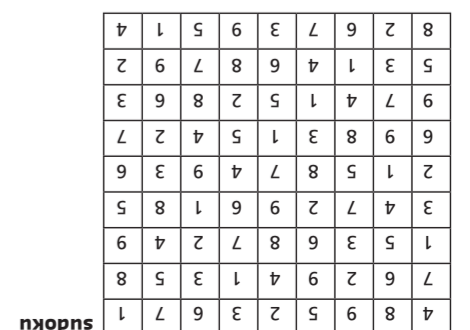 sudoku
4 8 9 5 2 3 6 7 1
7 6 2 9 4 1 3 5 8
1 5 3 6 8 7 2 4 9
3 4 7 2 9 6 1 8 5
2 1 5 8 7 4 9 3 6
6 9 8 3 1 5 4 2 7
9 7 4 1 5 2 8 6 3
5 3 1 4 6 8 7 9 2
8 2 6 7 3 9 5 1 4